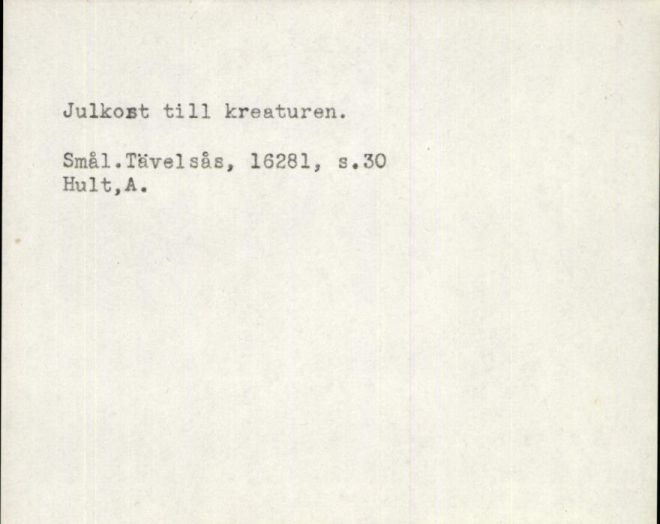 Julkost till kreaturen.
Smål.Tävelsås, 16281, s.30
Hult,A.